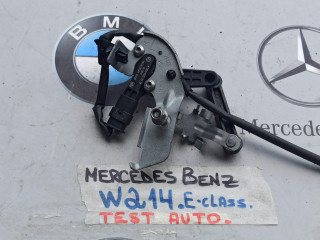 BMW
Mercedes
MERCEDES BENZ
W214.E-CLASS.
TEST AUTO.